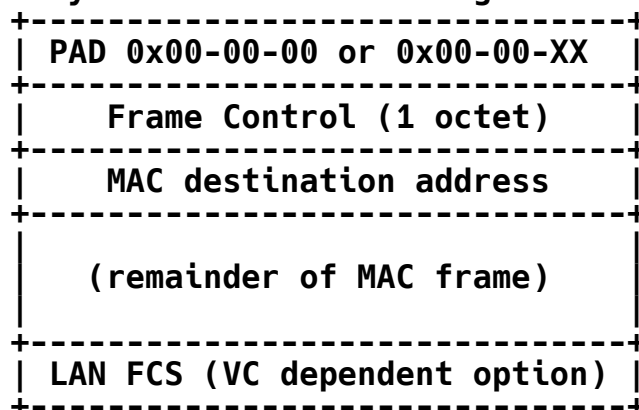 PAD 0x00-00-00 or 0x00-00-XX
Frame Control (1 octet)
MAC destination address
(remainder of MAC frame)
LAN FCS (VC dependent option)